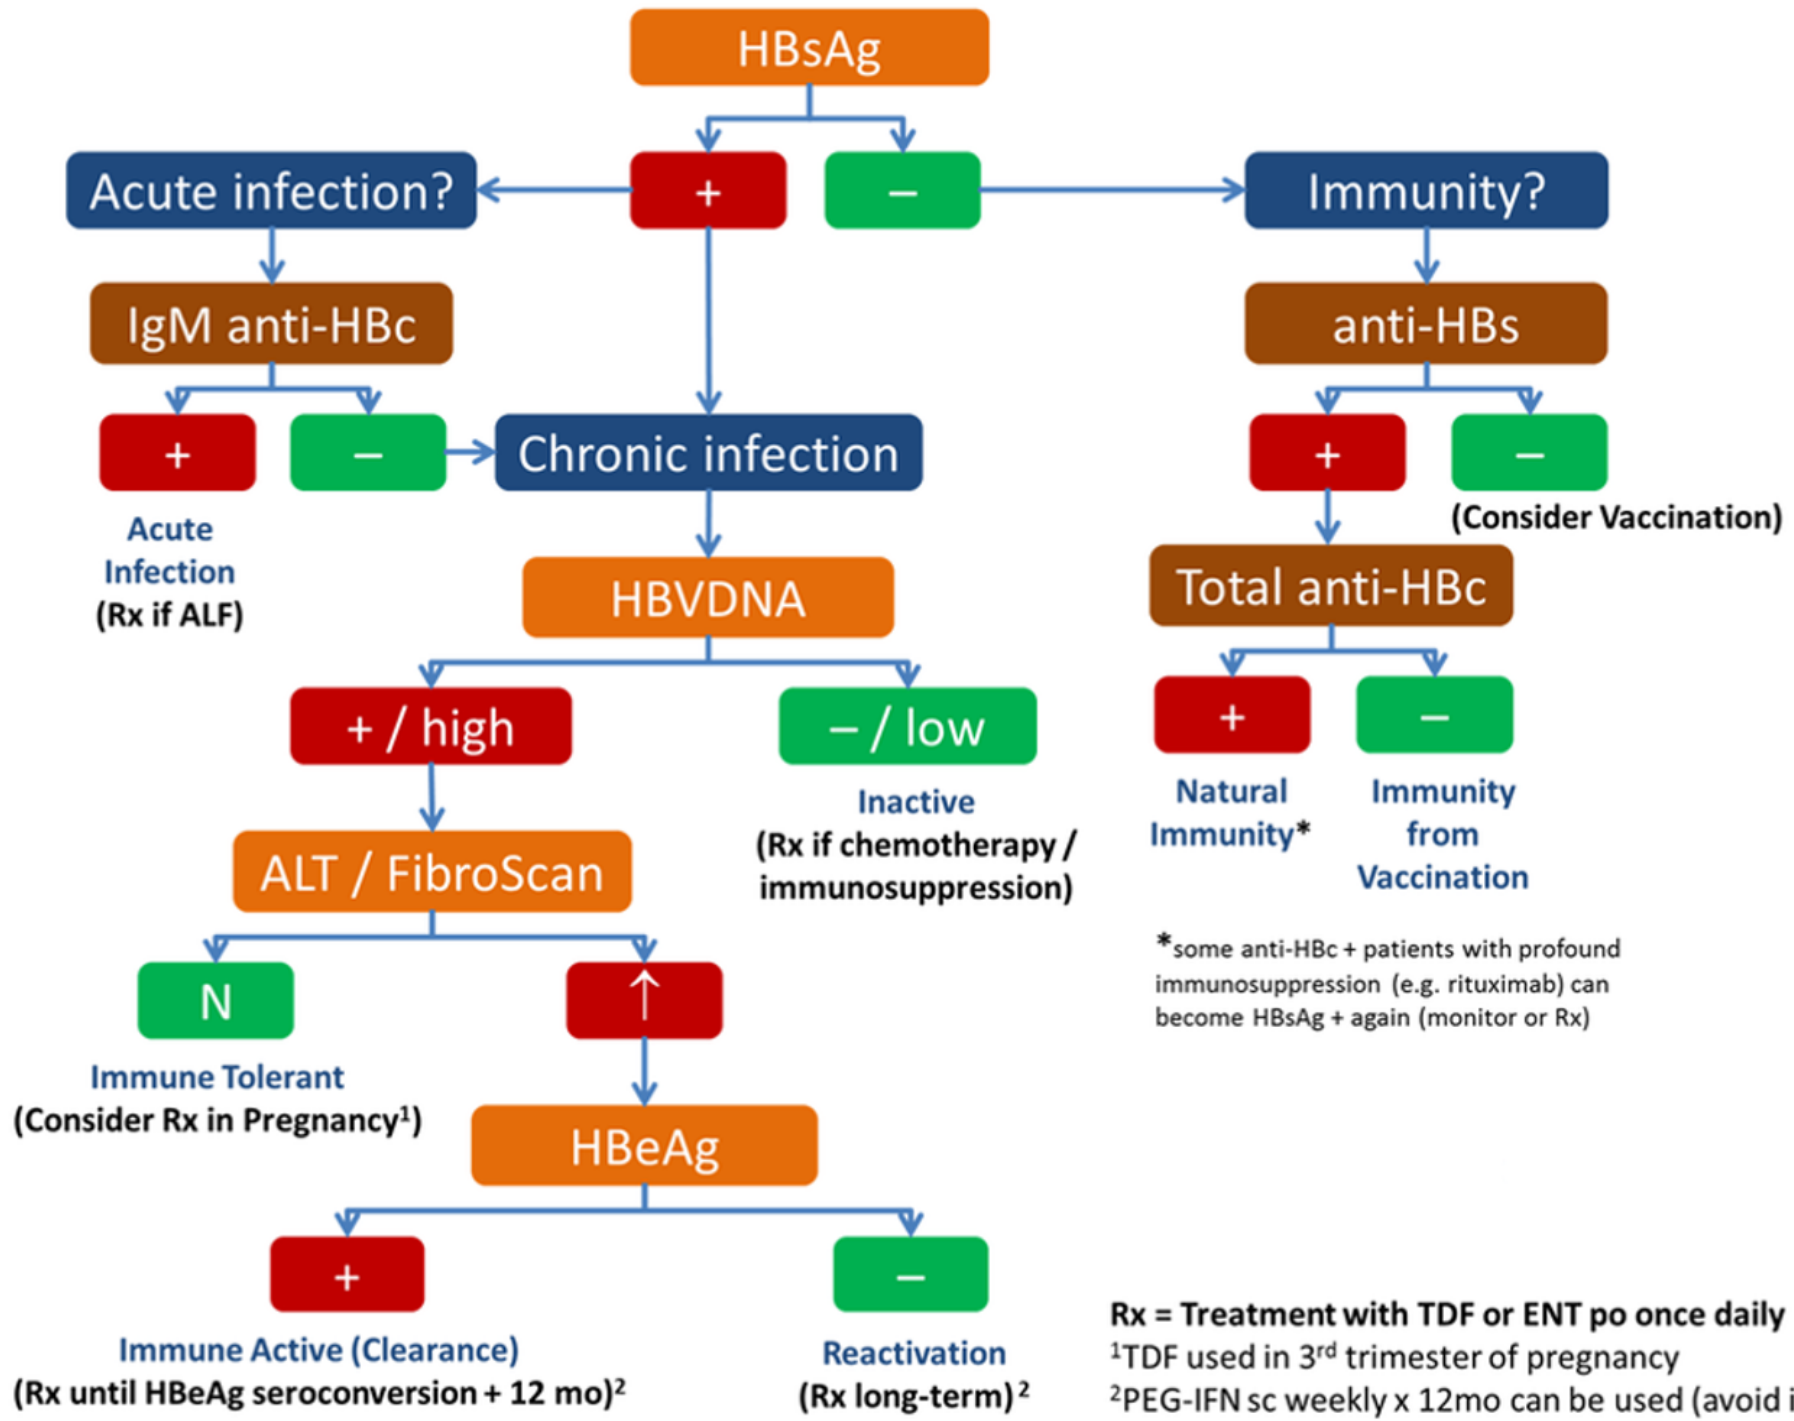 HBsAg
Acute infection?
+
–
Immunity?
IgM anti-HBc
anti-HBs
+
–
Chronic infection
+
–
(Consider Vaccination)
Acute
Infection
(Rx if ALF)
HBVDNA
Total anti-HBc
+ / high
– / low
+
–
Inactive
(Rx if chemotherapy /
immunosuppression)
Natural
Immunity*
Immunity
from
Vaccination
ALT / FibroScan
*some anti-HBc + patients with profound
immunosuppression (e.g. rituximab) can
become HBsAg + again (monitor or Rx)
N
↑
Immune Tolerant
(Consider Rx in Pregnancy¹)
HBeAg
+
–
Immune Active (Clearance)
(Rx until HBeAg seroconversion + 12 mo)²
Reactivation
(Rx long-term)²
Rx = Treatment with TDF or ENT po once daily
¹TDF used in 3rd trimester of pregnancy
²PEG-IFN sc weekly x 12mo can be used (avoid